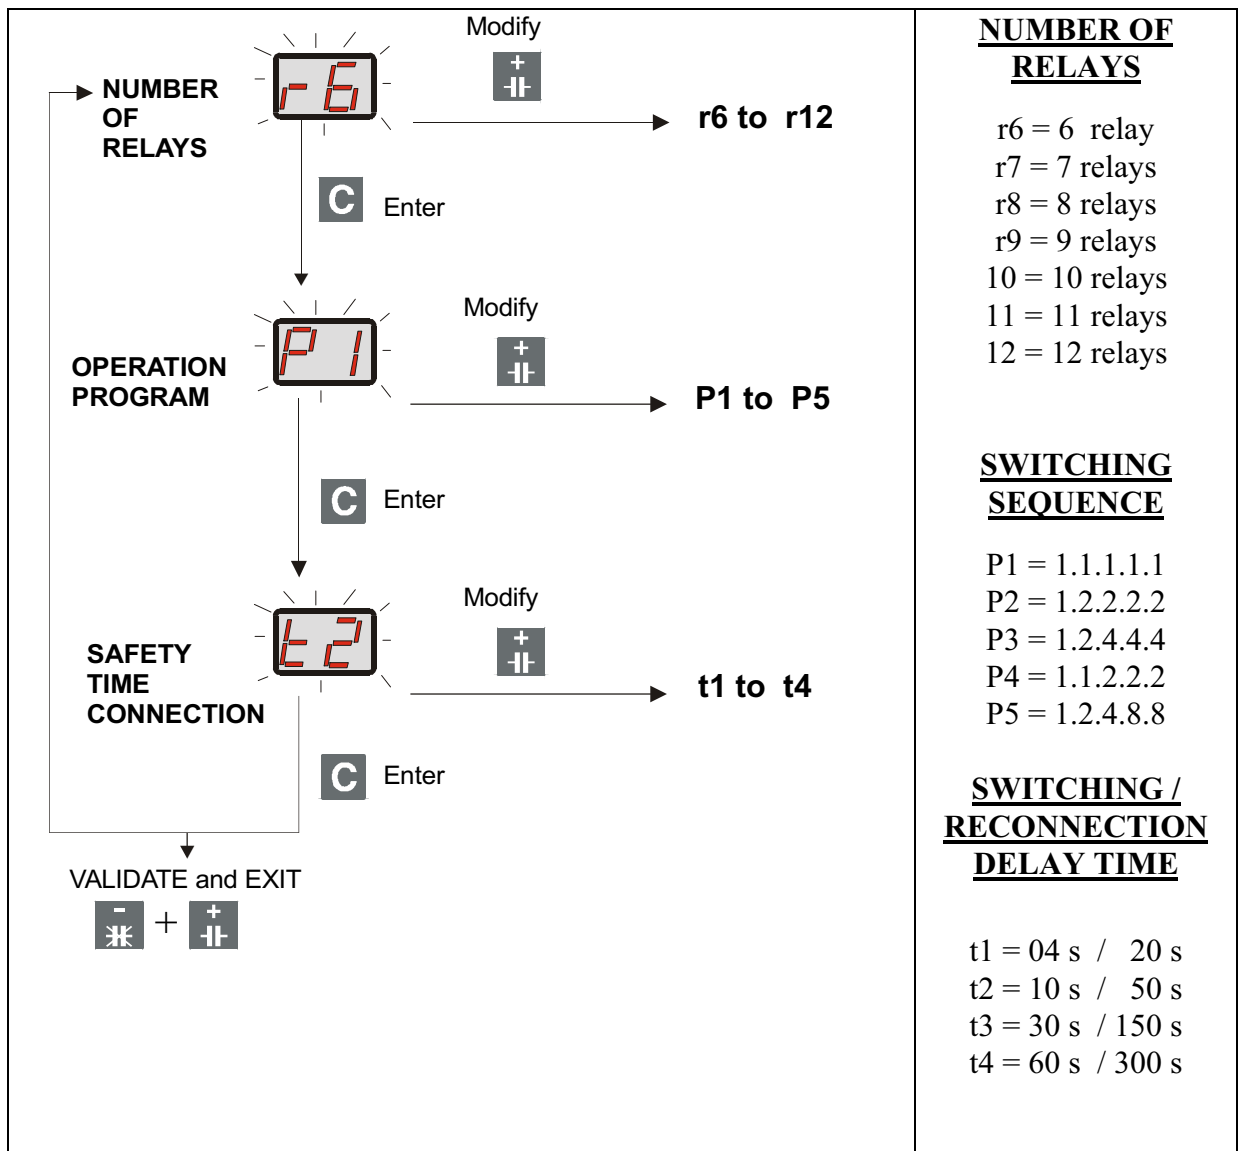 Modify
r6
+
NUMBER
OF
RELAYS
r6 to r12
C Enter
Modify
P1
+
OPERATION
PROGRAM
P1 to P5
C Enter
Modify
t2
+
SAFETY
TIME
CONNECTION
t1 to t4
C Enter
VALIDATE and EXIT
- + +
NUMBER OF
RELAYS
r6 = 6 relay
r7 = 7 relays
r8 = 8 relays
r9 = 9 relays
10 = 10 relays
11 = 11 relays
12 = 12 relays
SWITCHING
SEQUENCE
P1 = 1.1.1.1.1
P2 = 1.2.2.2.2
P3 = 1.2.4.4.4
P4 = 1.1.2.2.2
P5 = 1.2.4.8.8
SWITCHING /
RECONNECTION
DELAY TIME
t1 = 04 s / 20 s
t2 = 10 s / 50 s
t3 = 30 s / 150 s
t4 = 60 s / 300 s